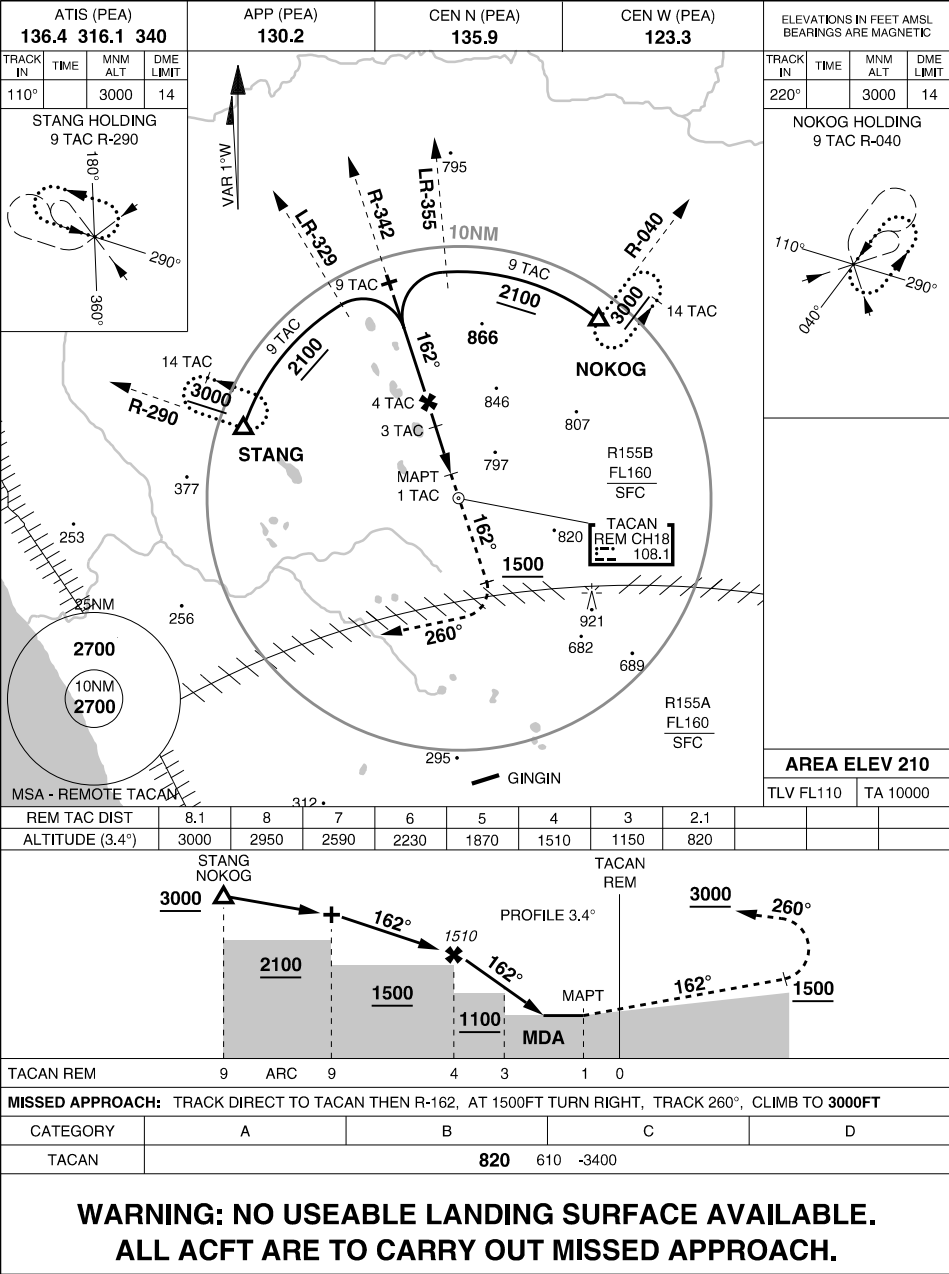 ATIS (PEA)
136.4 316.1 340
APP (PEA)
130.2
CEN N (PEA)
135.9
CEN W (PEA)
123.3
ELEVATIONS IN FEET AMSL
BEARINGS ARE MAGNETIC
TRACK IN TIME MNM ALT DME LIMIT
110° 3000 14
STANG HOLDING
9 TAC R-290
180°
290°
360°
TRACK IN TIME MNM ALT DME LIMIT
220° 3000 14
NOKOG HOLDING
9 TAC R-040
110°
290°
040°
VAR 1°W
795
LR-329
R-342
LR-355
R-040
10NM
9 TAC
9 TAC
2100
3000
14 TAC
9 TAC
2100
162°
866
NOKOG
14 TAC
3000
R-290
STANG
4 TAC
846
807
3 TAC
797
R155B
FL160
SFC
MAPT
1 TAC
377
253
162°
820
TACAN
REM CH18
108.1
1500
25NM
256
2700
10NM
2700
260°
921
682
689
R155A
FL160
SFC
295
GINGIN
312
MSA - REMOTE TACAN
AREA ELEV 210
TLV FL110 TA 10000
REM TAC DIST 8.1 8 7 6 5 4 3 2.1
ALTITUDE (3.4°) 3000 2950 2590 2230 1870 1510 1150 820
STANG
NOKOG
TACAN
REM
3000
162°
1510
PROFILE 3.4°
3000
260°
2100
1500
162°
1100
MAPT
MDA
162°
1500
TACAN REM 9 ARC 9 4 3 1 0
MISSED APPROACH: TRACK DIRECT TO TACAN THEN R-162, AT 1500FT TURN RIGHT, TRACK 260°, CLIMB TO 3000FT
CATEGORY A B C D
TACAN 820 610 -3400
WARNING: NO USEABLE LANDING SURFACE AVAILABLE.
ALL ACFT ARE TO CARRY OUT MISSED APPROACH.